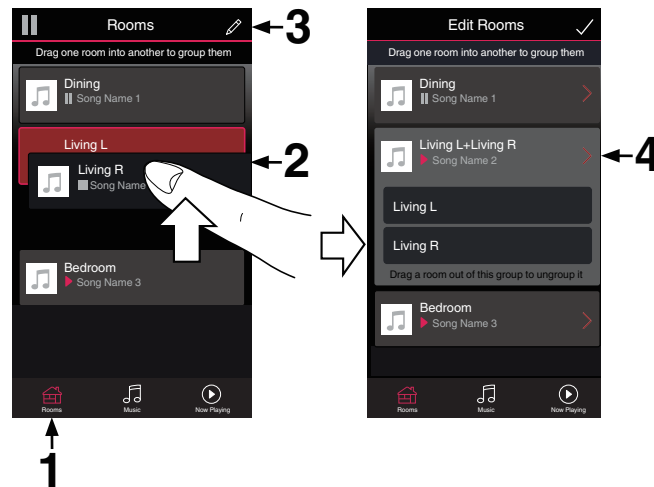 Rooms
3
Drag one room into another to group them
Dining
Song Name 1
Living L
2
Living R
Song Name
Bedroom
Song Name 3
Rooms
Music
Now Playing
1
Edit Rooms
Drag one room into another to group them
Dining
Song Name 1
Living L+Living R
Song Name 2
4
Living L
Living R
Drag a room out of this group to ungroup it
Bedroom
Song Name 3
Rooms
Music
Now Playing